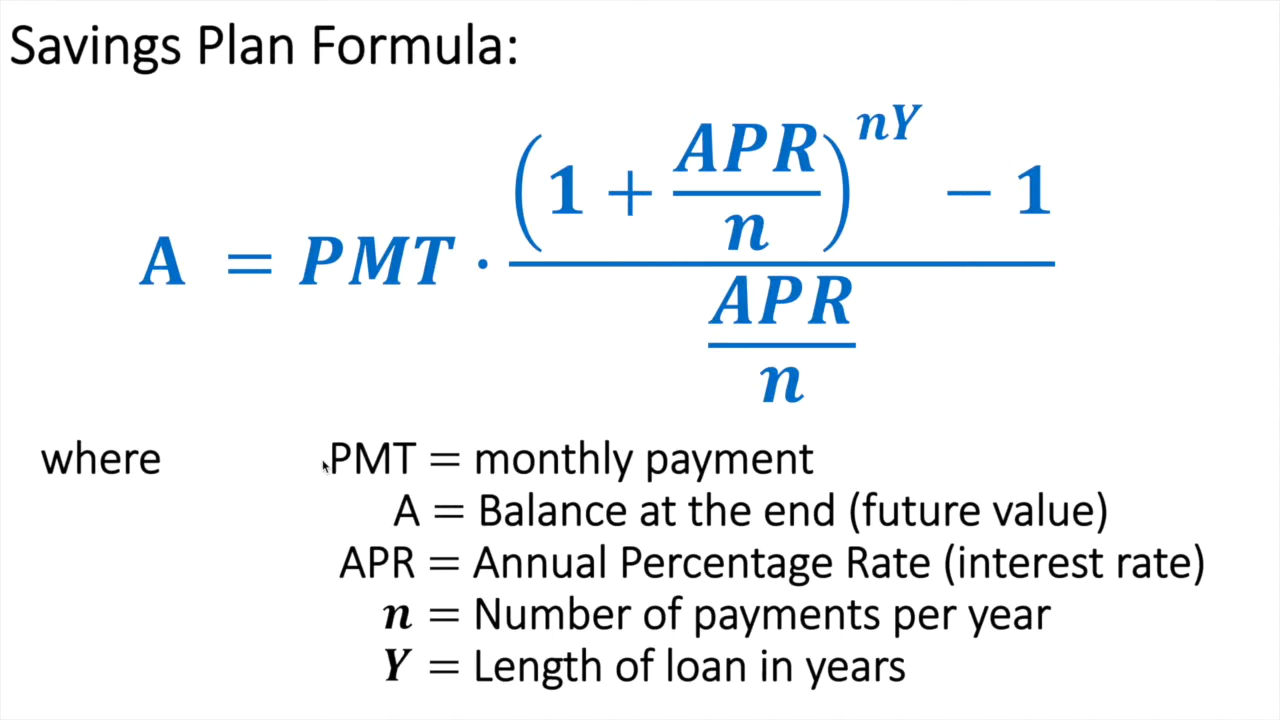 Savings Plan Formula:
A = PMT · ((1 + APR/n)^{nY} − 1) / (APR/n)
where PMT = monthly payment
A = Balance at the end (future value)
APR = Annual Percentage Rate (interest rate)
n = Number of payments per year
Y = Length of loan in years